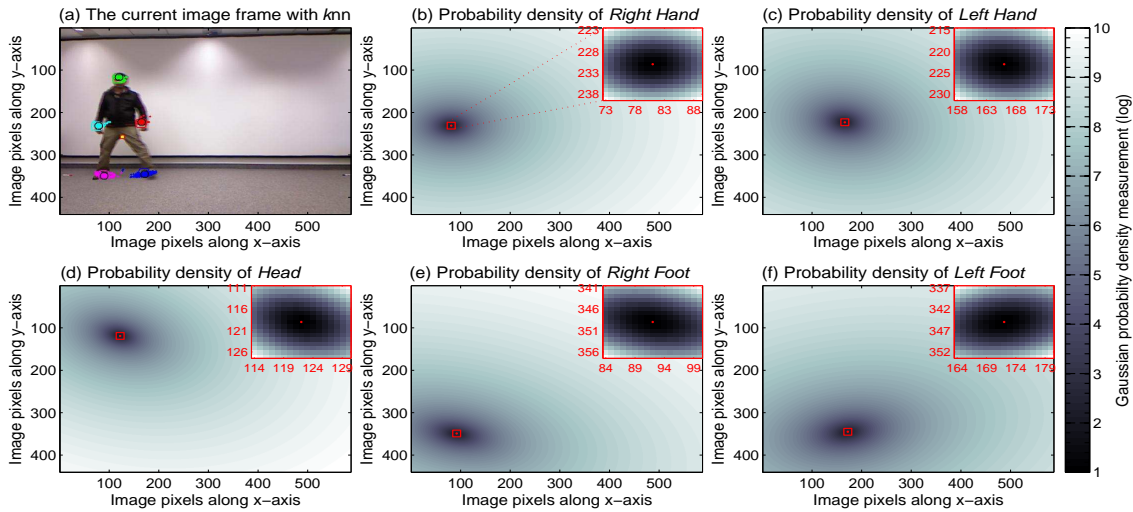 (a) The current image frame with knn
(b) Probability density of Right Hand
(c) Probability density of Left Hand
Image pixels along y−axis
100
200
300
400
100 200 300 400 500
Image pixels along x−axis
Image pixels along y−axis
100
200
300
400
223
228
233
238
73 78 83 88
100 200 300 400 500
Image pixels along x−axis
Image pixels along y−axis
100
200
300
400
215
220
225
230
158 163 168 173
100 200 300 400 500
Image pixels along x−axis
(d) Probability density of Head
(e) Probability density of Right Foot
(f) Probability density of Left Foot
Image pixels along y−axis
100
200
300
400
111
116
121
126
114 119 124 129
100 200 300 400 500
Image pixels along x−axis
Image pixels along y−axis
100
200
300
400
341
346
351
356
84 89 94 99
100 200 300 400 500
Image pixels along x−axis
Image pixels along y−axis
100
200
300
400
337
342
347
352
164 169 174 179
100 200 300 400 500
Image pixels along x−axis
10
9
8
7
6
5
4
3
2
1
Gaussian probablity density measurement (log)